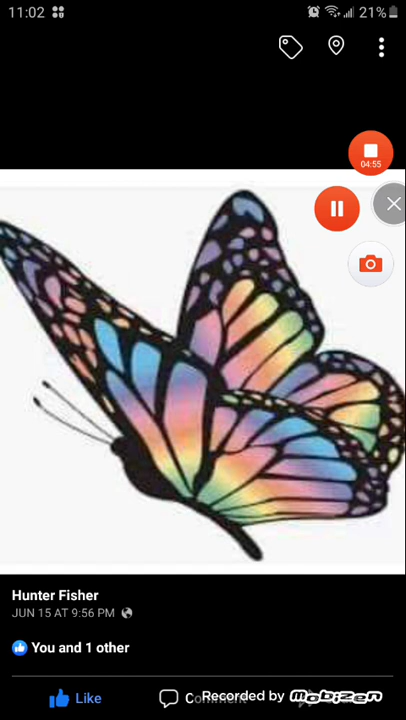 11:02 21%
04:55
Hunter Fisher
JUN 15 AT 9:56 PM
You and 1 other
Like Comment
Recorded by mobizen